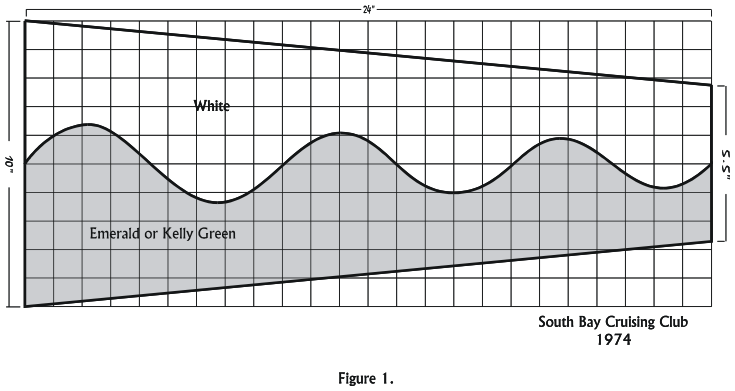 24"
White
10"
5.5"
Emerald or Kelly Green
South Bay Cruising Club
1974
Figure 1.